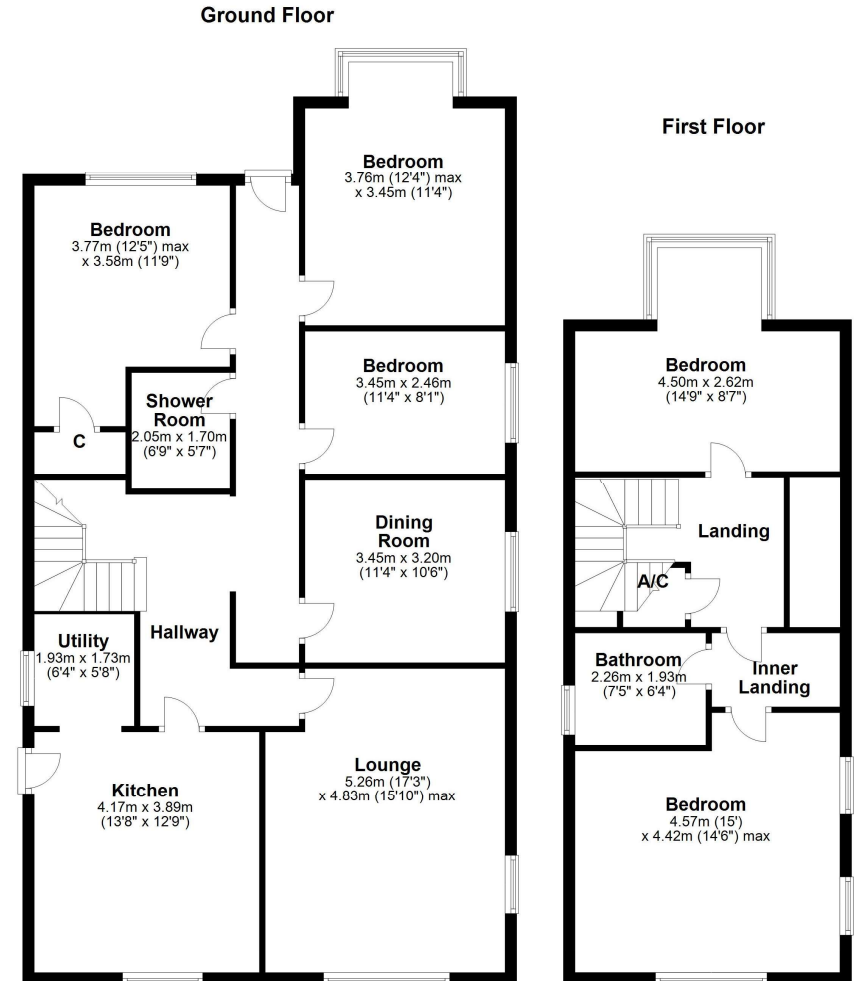 Ground Floor
Bedroom
3.76m (12'4") max
x 3.45m (11'4")
Bedroom
3.77m (12'5") max
x 3.58m (11'9")
Bedroom
3.45m x 2.46m
(11'4" x 8'1")
Shower
Room
2.05m x 1.70m
(6'9" x 5'7")
C
Dining
Room
3.45m x 3.20m
(11'4" x 10'6")
Hallway
Utility
1.93m x 1.73m
(6'4" x 5'8")
Kitchen
4.17m x 3.89m
(13'8" x 12'9")
Lounge
5.26m (17'3")
x 4.83m (15'10") max
First Floor
Bedroom
4.50m x 2.62m
(14'9" x 8'7")
Landing
A/C
Bathroom
2.26m x 1.93m
(7'5" x 6'4")
Inner
Landing
Bedroom
4.57m (15')
x 4.42m (14'6") max